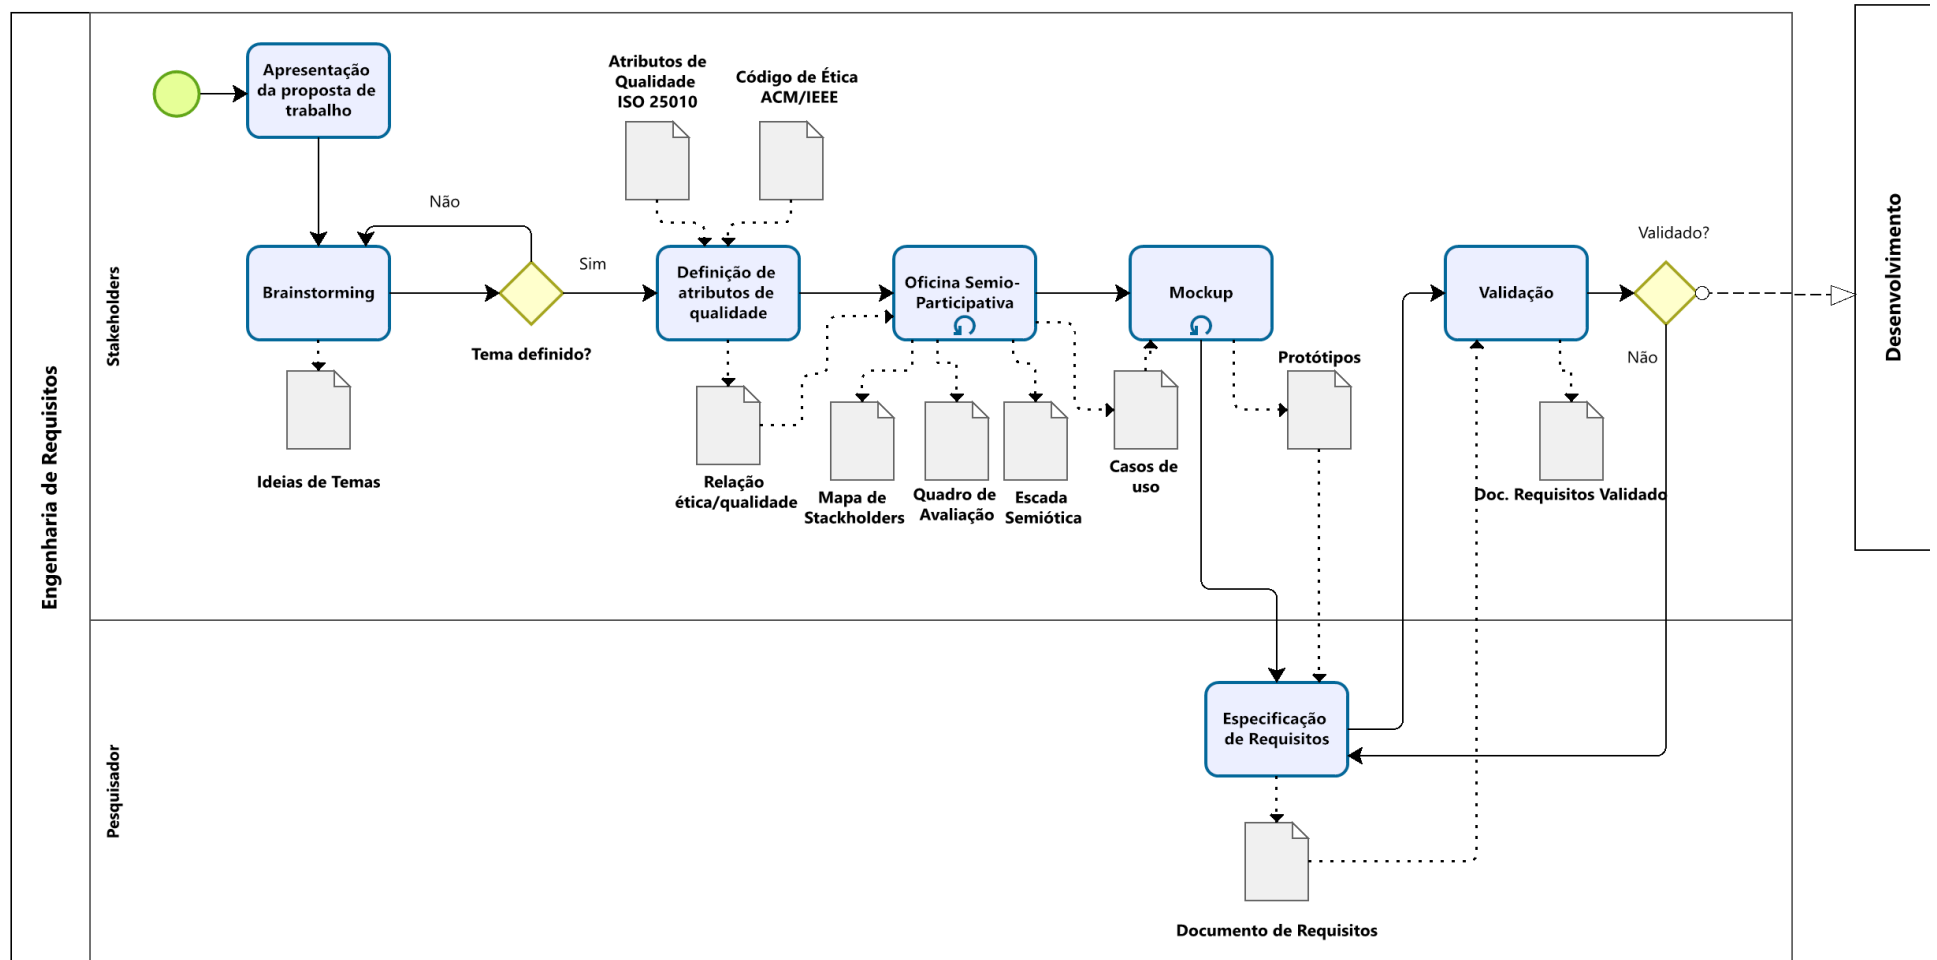 Engenharia de Requisitos
Stakeholders
Apresentação
da proposta de
trabalho
Atributos de
Qualidade
ISO 25010
Código de Ética
ACM/IEEE
Não
Brainstorming
Sim
Tema definido?
Definição de
atributos de
qualidade
Oficina Semio-
Participativa
Mockup
Validação
Validado?
Não
Desenvolvimento
Ideias de Temas
Relação
ética/qualidade
Mapa de
Stackholders
Quadro de
Avaliação
Escada
Semiótica
Casos de
uso
Protótipos
Doc. Requisitos Validado
Pesquisador
Especificação
de Requisitos
Documento de Requisitos